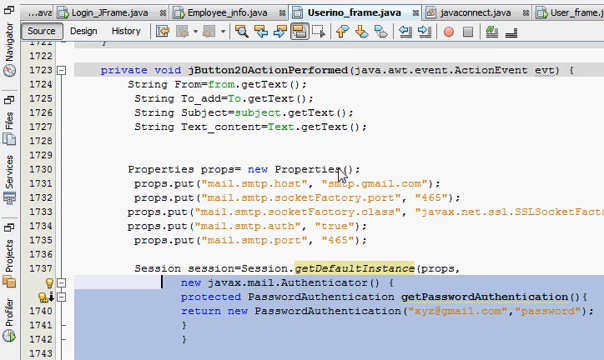 ...avz Login_JFrame.java Employee_info.java Userino_frame.java javaconnect.java User_frame.j
Source Design History
Navigator
Files
Services
Projects
Profiler
1721 }
1722
1723 private void jButton20ActionPerformed(java.awt.event.ActionEvent evt) {
1724 String From=from.getText();
1725 String To_add=To.getText();
1726 String Subject=subject.getText();
1727 String Text_content=Text.getText();
1728
1729
1730 Properties props= new Properties();
1731 props.put("mail.smtp.host", "smtp.gmail.com");
1732 props.put("mail.smtp.socketFactory.port", "465");
1733 props.put("mail.smtp.socketFactory.class", "javax.net.ssl.SSLSocketFacto
1734 props.put("mail.smtp.auth", "true");
1735 props.put("mail.smtp.port", "465");
1736
1737 Session session=Session.getDefaultInstance(props,
new javax.mail.Authenticator() {
protected PasswordAuthentication getPasswordAuthentication(){
1740 return new PasswordAuthentication("xyz@gmail.com","password");
1741 }
1742 }
1743